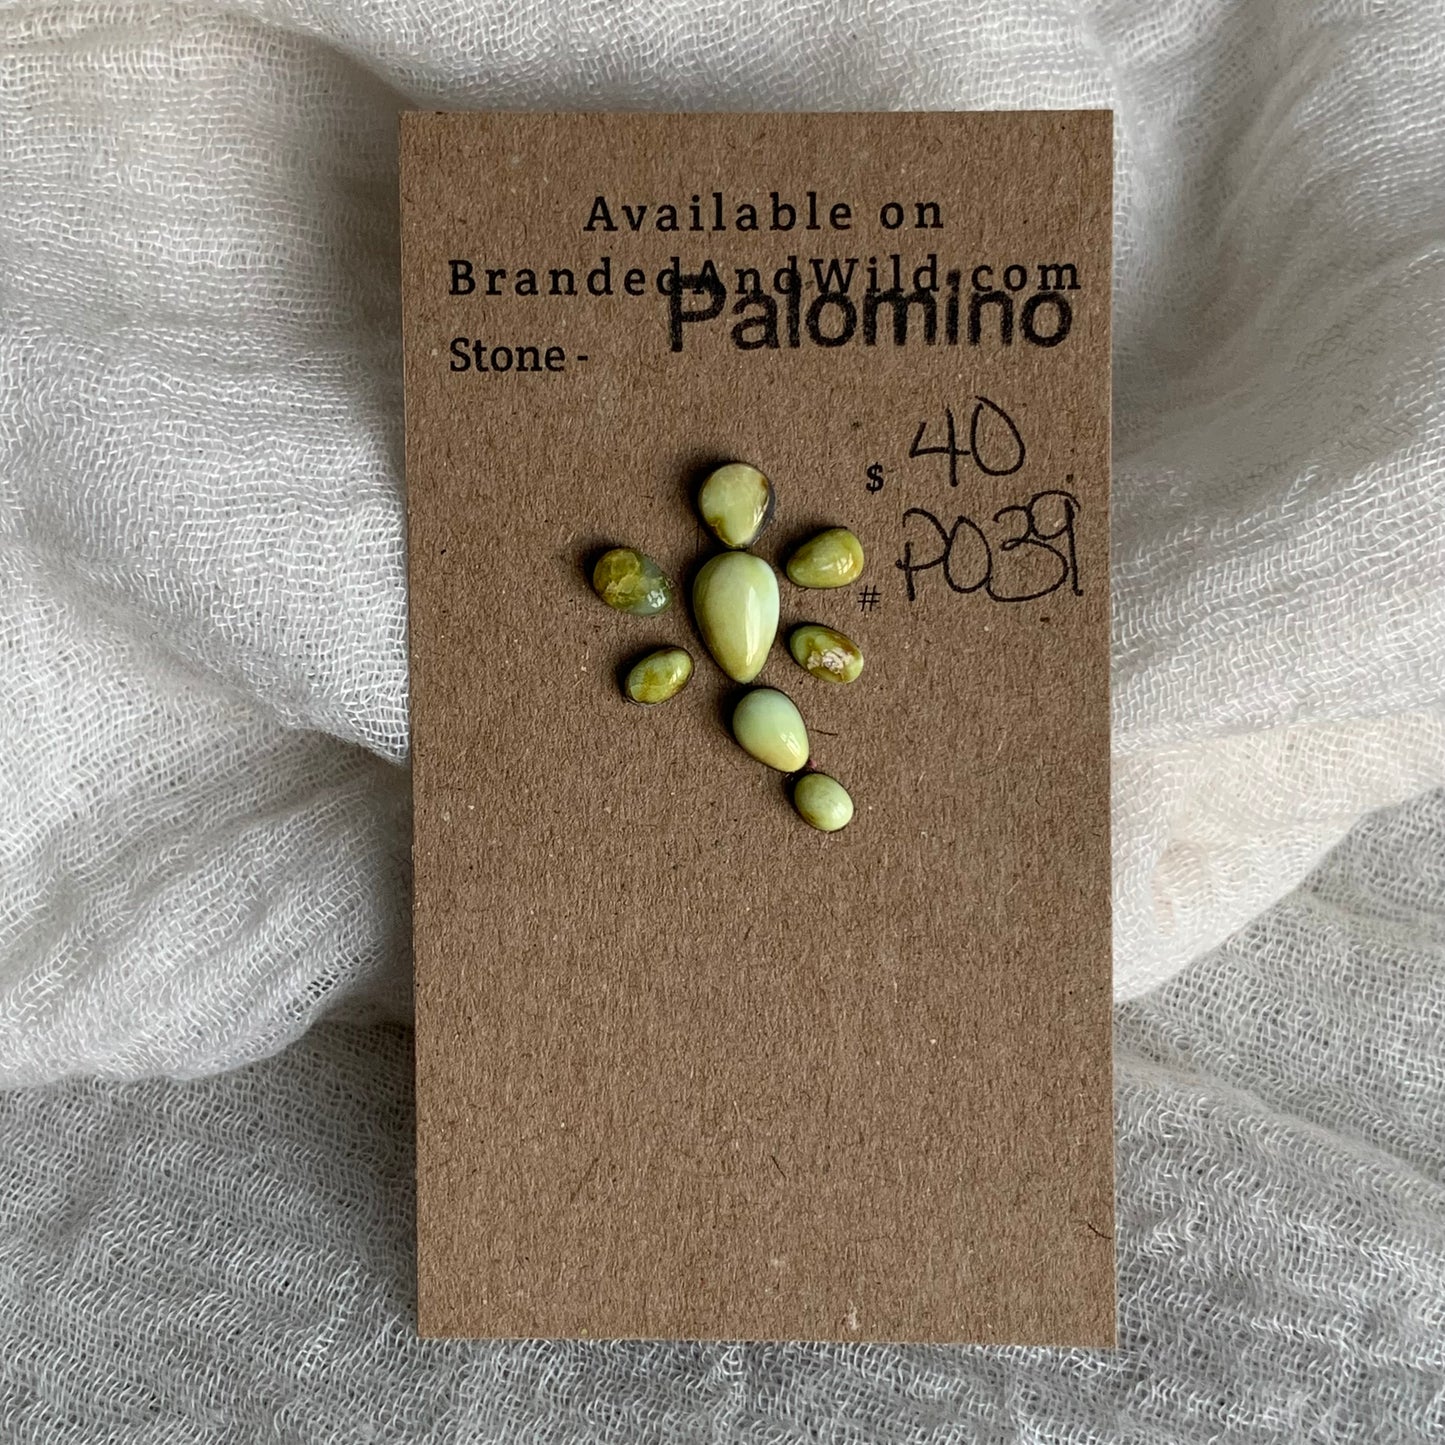 Available on
BrandedAndWild.com
Stone - Palomino
$ 40
# P039